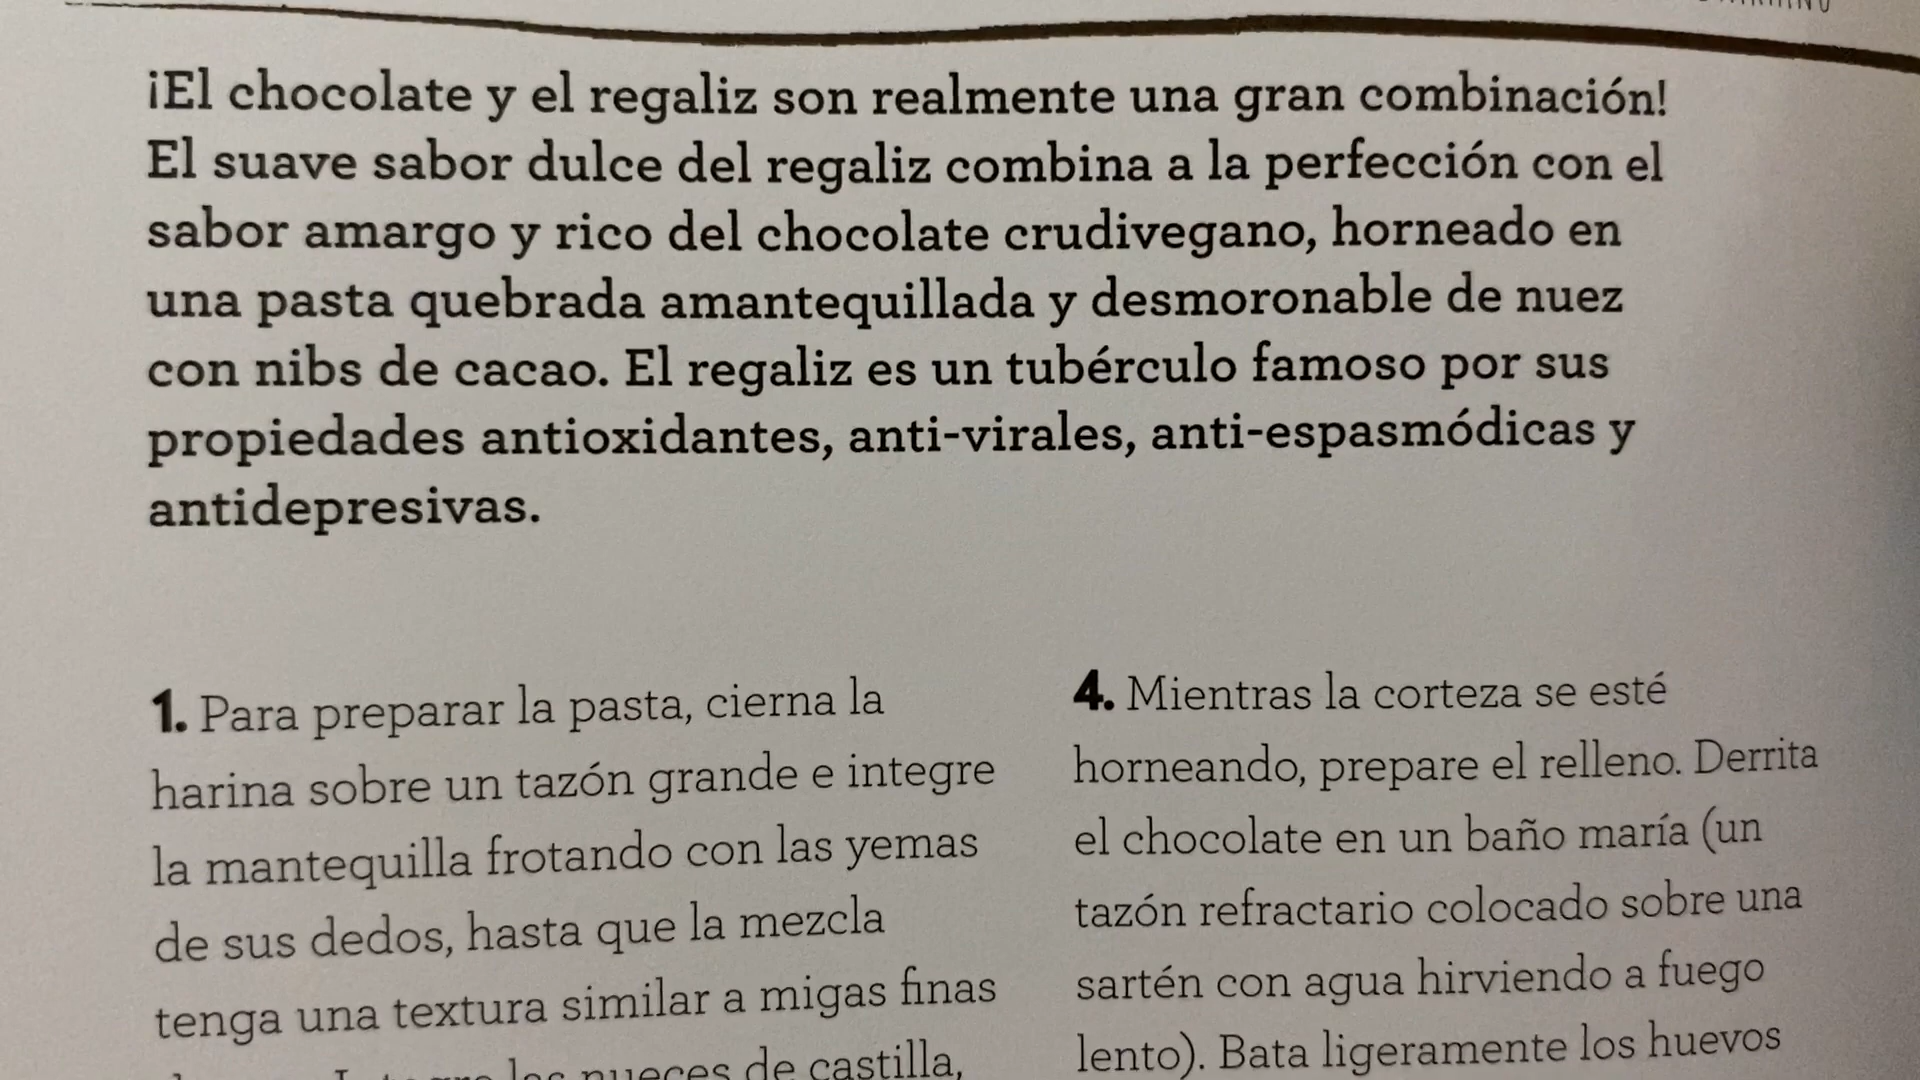 ¡El chocolate y el regaliz son realmente una gran combinación!
El suave sabor dulce del regaliz combina a la perfección con el
sabor amargo y rico del chocolate crudivegano, horneado en
una pasta quebrada amantequillada y desmoronable de nuez
con nibs de cacao. El regaliz es un tubérculo famoso por sus
propiedades antioxidantes, anti-virales, anti-espasmódicas y
antidepresivas.
1. Para preparar la pasta, cierna la
harina sobre un tazón grande e integre
la mantequilla frotando con las yemas
de sus dedos, hasta que la mezcla
tenga una textura similar a migas finas
las nueces de castilla,
4. Mientras la corteza se esté
horneando, prepare el relleno. Derrita
el chocolate en un baño maría (un
tazón refractario colocado sobre una
sartén con agua hirviendo a fuego
lento). Bata ligeramente los huevos